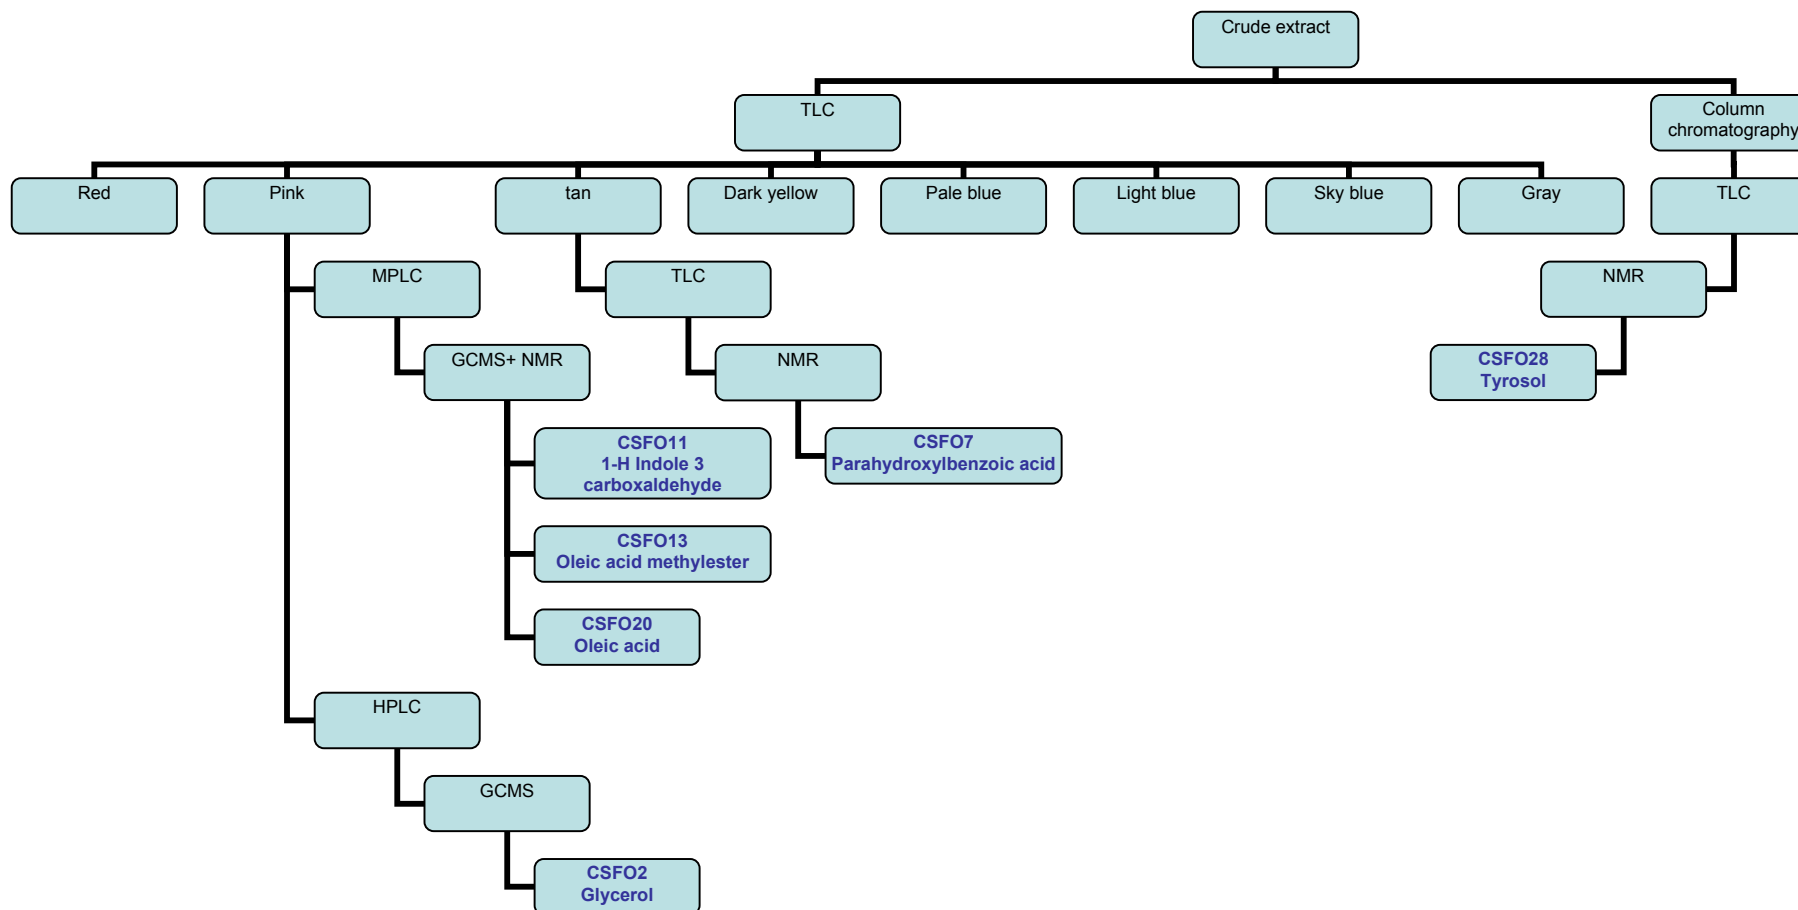 Crude extract
TLC
Column
chromatography
Red
Pink
tan
Dark yellow
Pale blue
Light blue
Sky blue
Gray
TLC
MPLC
TLC
NMR
GCMS+ NMR
NMR
CSFO28
Tyrosol
CSFO11
1-H Indole 3
carboxaldehyde
CSFO7
Parahydroxylbenzoic acid
CSFO13
Oleic acid methylester
CSFO20
Oleic acid
HPLC
GCMS
CSFO2
Glycerol